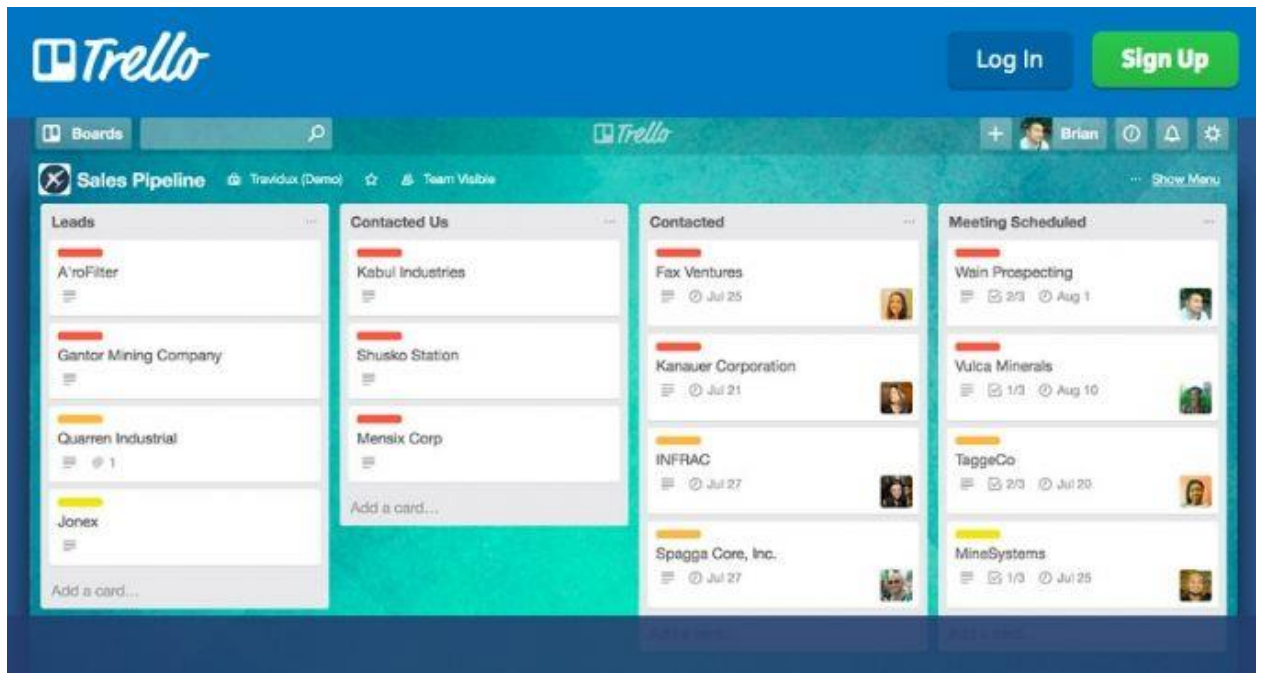 Trello
Log In
Sign Up
Boards
Trello
Brian
Sales Pipeline
Travidux (Demo)
Team Visible
... Show Menu
Leads
A'roFilter
Gantor Mining Company
Quarren Industrial
1
Jonex
Add a card...
Contacted Us
Kabul Industries
Shusko Station
Mensix Corp
Add a card...
Contacted
Fax Ventures
Jul 25
Kanauer Corporation
Jul 21
INFRAC
Jul 27
Spagga Core, Inc.
Jul 27
Add a card...
Meeting Scheduled
Wain Prospecting
2/3 Aug 1
Vulca Minerals
1/3 Aug 10
TaggeCo
2/3 Jul 20
MineSystems
1/3 Jul 25
Add a card...